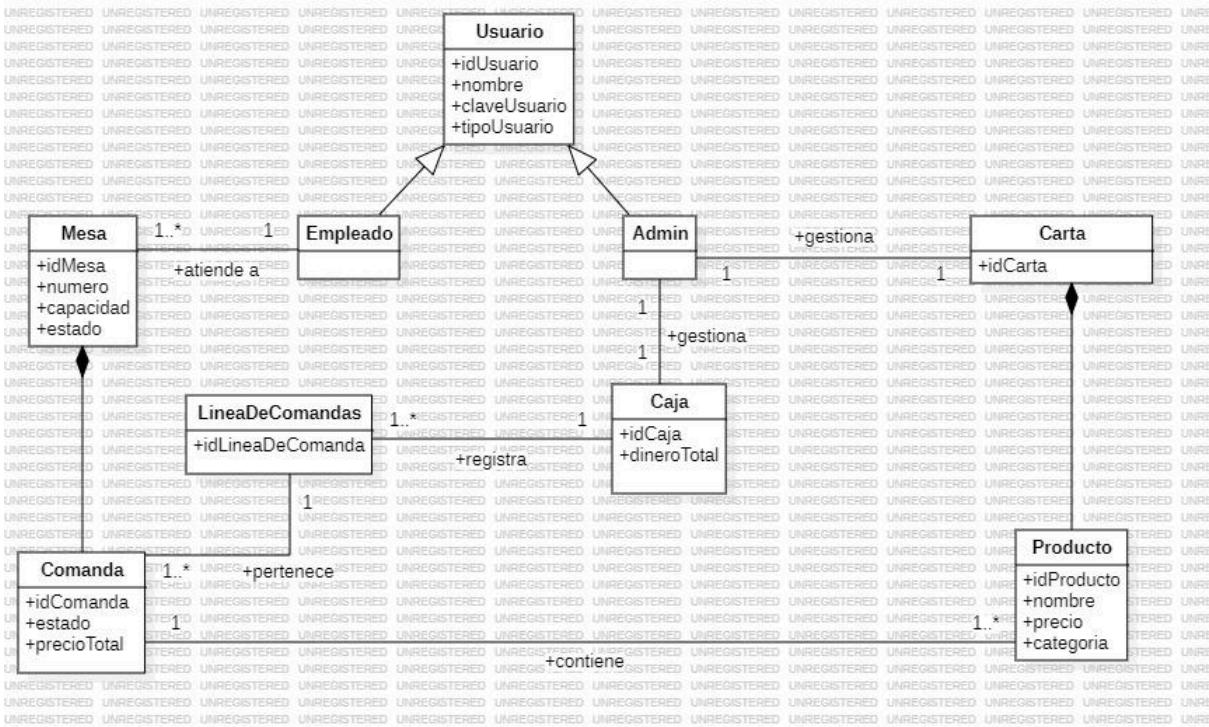 Usuario
+idUsuario
+nombre
+claveUsuario
+tipoUsuario
Mesa
+idMesa
+numero
+capacidad
+estado
1..*
1
+atiende a
Empleado
Admin
+gestiona
1
1
Carta
+idCarta
1
+gestiona
1
LineaDeComandas
+idLineaDeComanda
1..*
1
+registra
Caja
+idCaja
+dineroTotal
1
1..*
+pertenece
Comanda
+idComanda
+estado
+precioTotal
1
1..*
+contiene
Producto
+idProducto
+nombre
+precio
+categoria
UNREGISTERED